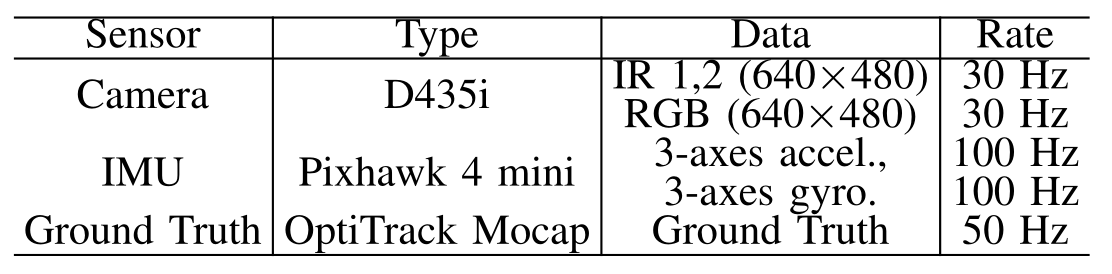 Sensor Type Data Rate
Camera D435i IR 1,2 (640×480) 30 Hz
RGB (640×480) 30 Hz
IMU Pixhawk 4 mini 3-axes accel., 100 Hz
3-axes gyro. 100 Hz
Ground Truth OptiTrack Mocap Ground Truth 50 Hz